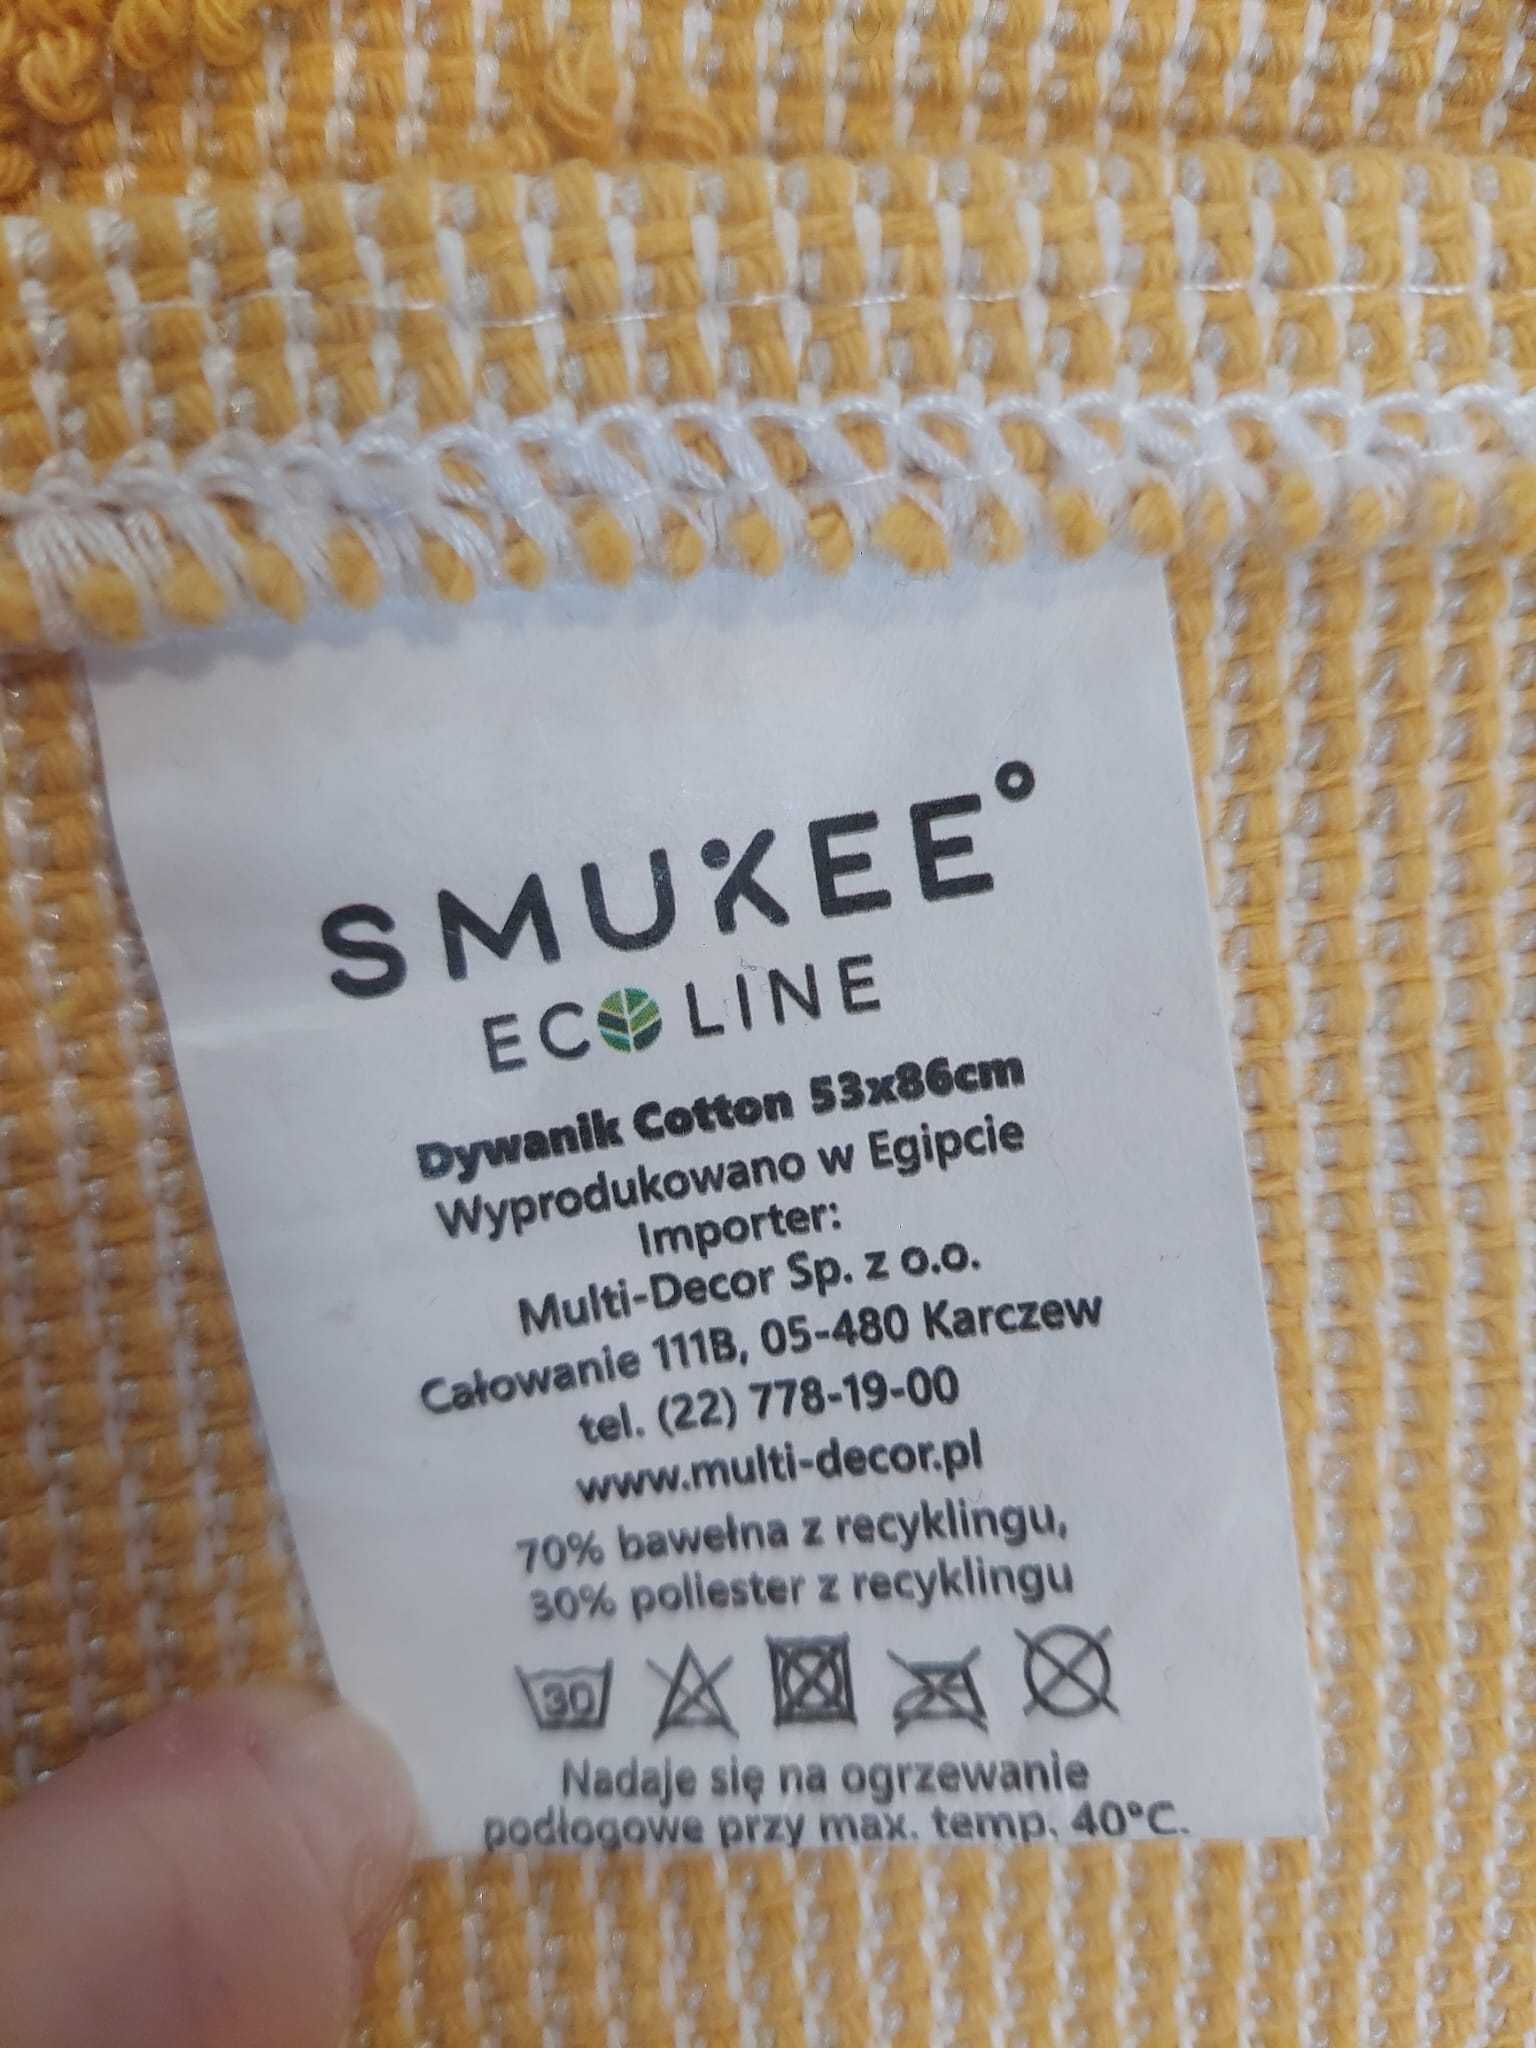 SMUKEE°
ECOLINE
Dywanik Cotton 53x86cm
Wyprodukowano w Egipcie
Importer:
Multi-Decor Sp. z o.o.
Całowanie 111B, 05-480 Karczew
tel. (22) 778-19-00
www.multi-decor.pl
70% bawełna z recyklingu,
30% poliester z recyklingu
30
Nadaje się na ogrzewanie
podłogowe przy max. temp. 40°C.